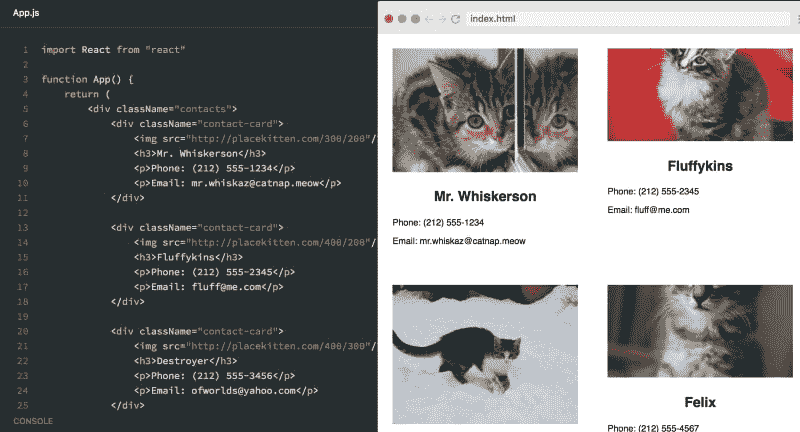 App.js
1 import React from "react"
2
3 function App() {
4 return (
5 <div className="contacts">
6 <div className="contact-card">
7 <img src="http://placekitten.com/300/200"/
8 <h3>Mr. Whiskerson</h3>
9 <p>Phone: (212) 555-1234</p>
10 <p>Email: mr.whiskaz@catnap.meow</p>
11 </div>
12
13 <div className="contact-card">
14 <img src="http://placekitten.com/400/200"/
15 <h3>Fluffykins</h3>
16 <p>Phone: (212) 555-2345</p>
17 <p>Email: fluff@me.com</p>
18 </div>
19
20 <div className="contact-card">
21 <img src="http://placekitten.com/400/300"/
22 <h3>Destroyer</h3>
23 <p>Phone: (212) 555-3456</p>
24 <p>Email: ofworlds@yahoo.com</p>
25 </div>
CONSOLE
index.html
Mr. Whiskerson
Phone: (212) 555-1234
Email: mr.whiskaz@catnap.meow
Fluffykins
Phone: (212) 555-2345
Email: fluff@me.com
Felix
Phone: (212) 555-4567